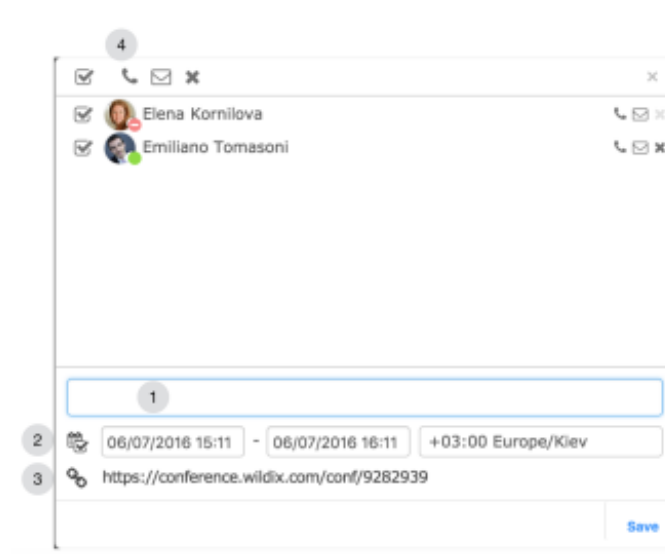 4
Elena Kornilova
Emiliano Tomasoni
1
2 06/07/2016 15:11 - 06/07/2016 16:11 +03:00 Europe/Kiev
3 https://conference.wildix.com/conf/9282939
Save